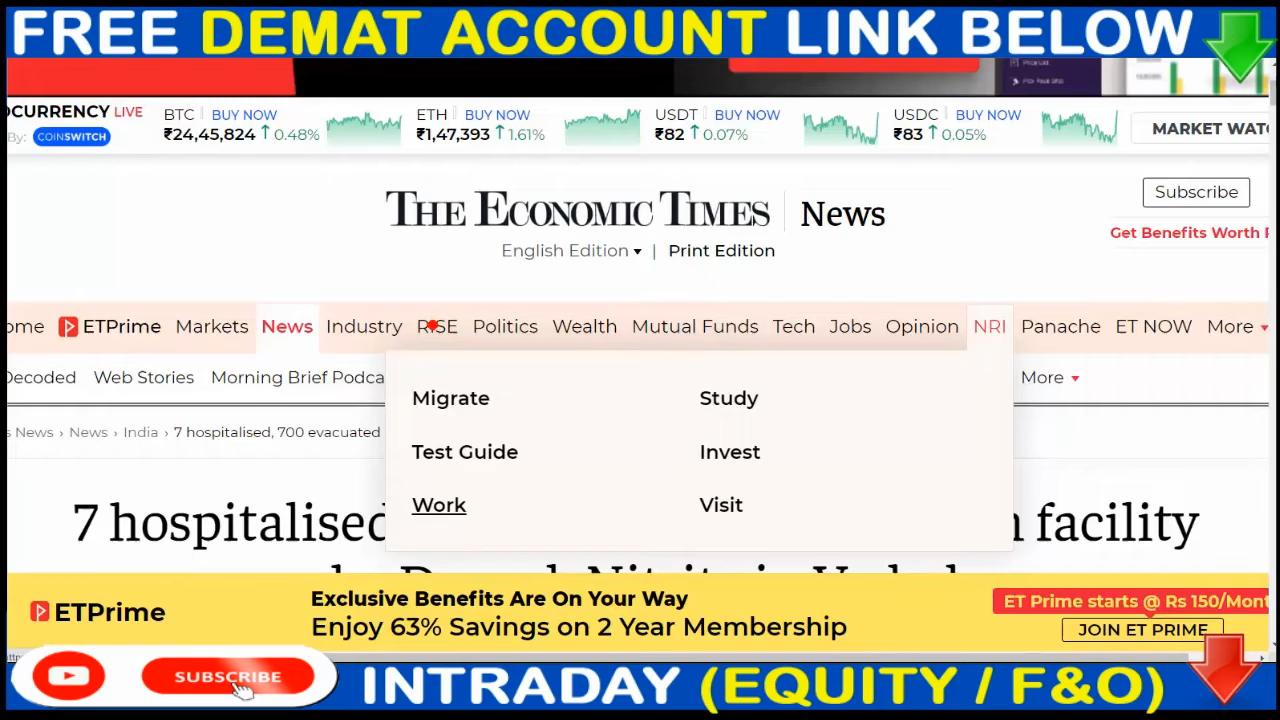 FREE DEMAT ACCOUNT LINK BELOW
OCURRENCY LIVE
By: COINSWITCH
BTC BUY NOW
₹24,45,824 ↑ 0.48%
ETH BUY NOW
₹1,47,393 ↑ 1.61%
USDT BUY NOW
₹82 ↑ 0.07%
USDC BUY NOW
₹83 ↑ 0.05%
MARKET WATC
THE ECONOMIC TIMES | News
Subscribe
Get Benefits Worth
English Edition | Print Edition
ome ETPrime Markets News Industry RISE Politics Wealth Mutual Funds Tech Jobs Opinion NRI Panache ET NOW More
Decoded Web Stories Morning Brief Podca More
Migrate Study
Test Guide Invest
Work Visit
s News › News › India › 7 hospitalised, 700 evacuated
7 hospitalised facility
ETPrime
Exclusive Benefits Are On Your Way
Enjoy 63% Savings on 2 Year Membership
ET Prime starts @ Rs 150/Mont
JOIN ET PRIME
SUBSCRIBE
INTRADAY (EQUITY / F&O)